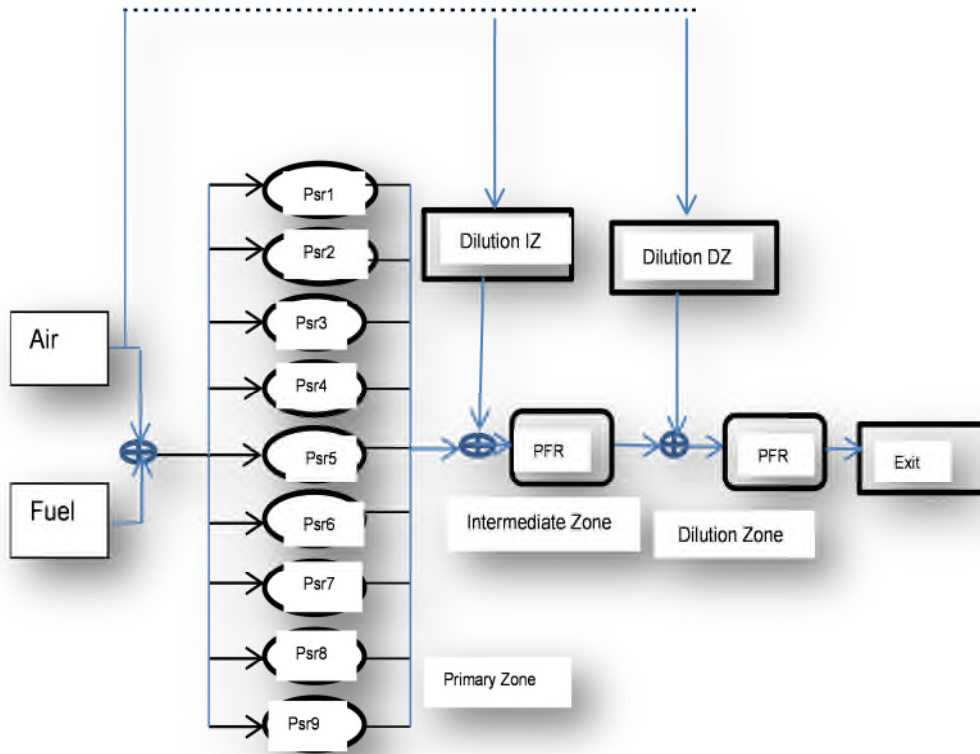 Psr1
Psr2
Psr3
Psr4
Psr5
Psr6
Psr7
Psr8
Psr9
Air
Fuel
Dilution IZ
Dilution DZ
PFR
PFR
Exit
Intermediate Zone
Dilution Zone
Primary Zone